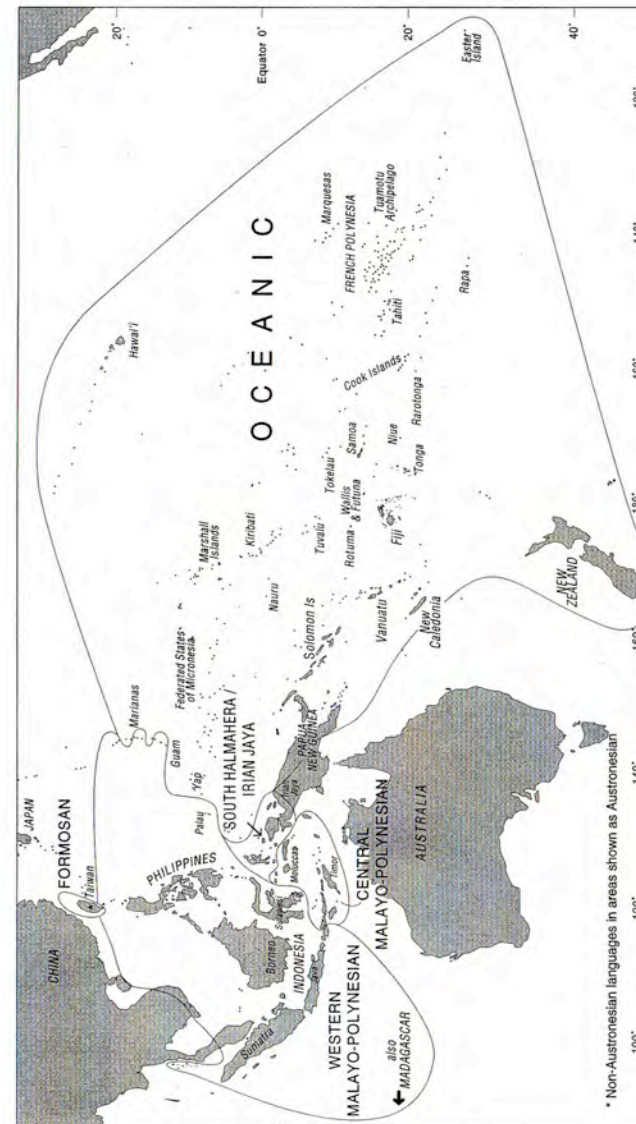 CHINA
JAPAN
FORMOSAN
Taiwan
Marianas
Hawai'i
20°
PHILIPPINES
Guam
Palau
Yap
Federated States
of Micronesia
Marshall
Islands
Kiribati
SOUTH HALMAHERA /
IRIAN JAYA
Equator 0°
OCEANIC
Sumatra
Borneo
Sulawesi
Moluccas
Irian
Jaya
PAPUA
NEW GUINEA
Nauru
Solomon Is
Tuvalu
Tokelau
Marquesas
INDONESIA
Java
Timor
WESTERN
MALAYO-POLYNESIAN
CENTRAL
MALAYO-POLYNESIAN
Rotuma
Wallis
& Futuna
Samoa
Cook Islands
FRENCH POLYNESIA
Tuamotu
Archipelago
Vanuatu
Fiji
Niue
Tahiti
Tonga
Rarotonga
20°
New
Caledonia
Rapa
Easter
Island
also
MADAGASCAR
AUSTRALIA
NEW
ZEALAND
40°
* Non-Austronesian languages in areas shown as Austronesian